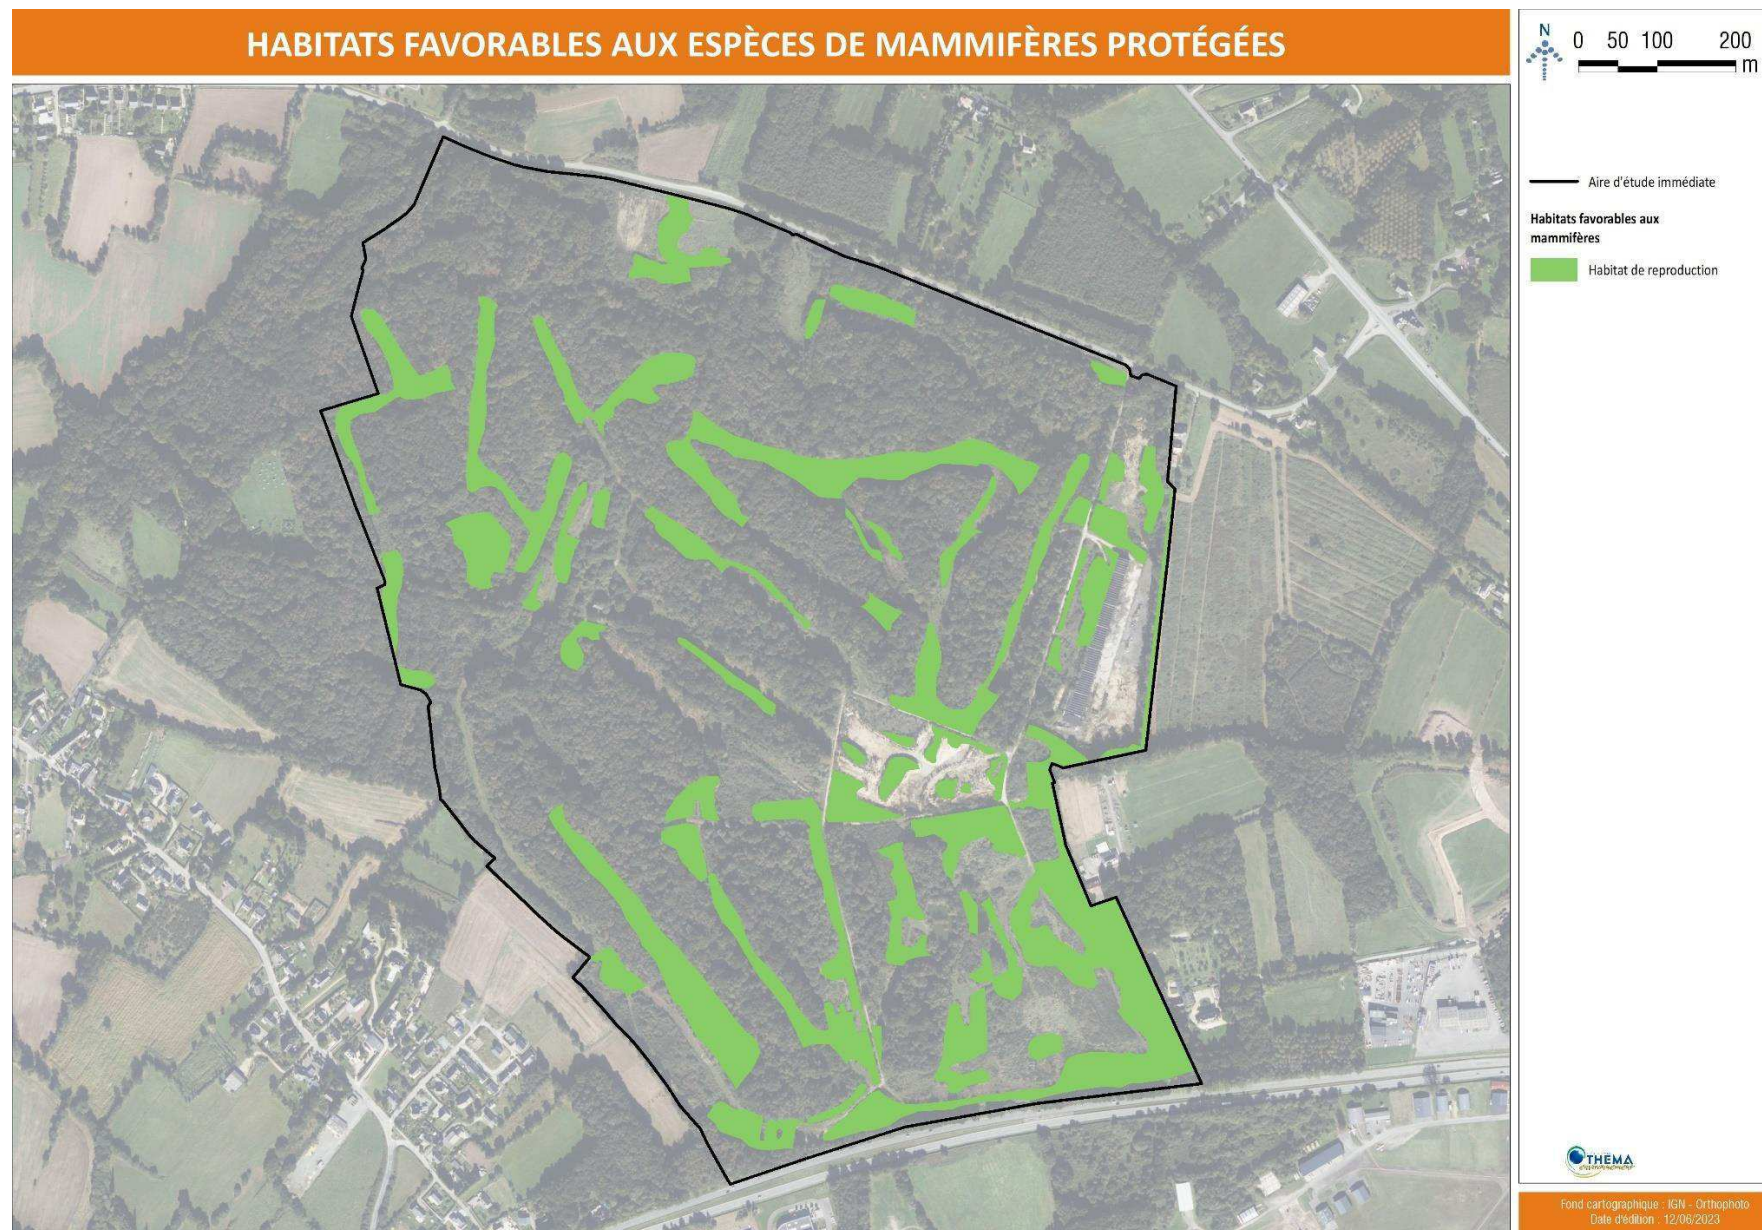 HABITATS FAVORABLES AUX ESPÈCES DE MAMMIFÈRES PROTÉGÉES
N
0 50 100 200
m
Aire d'étude immédiate
Habitats favorables aux
mammifères
Habitat de reproduction
THEMA
environnement
Fond cartographique : IGN - Orthophoto
Date d'édition : 12/06/2023